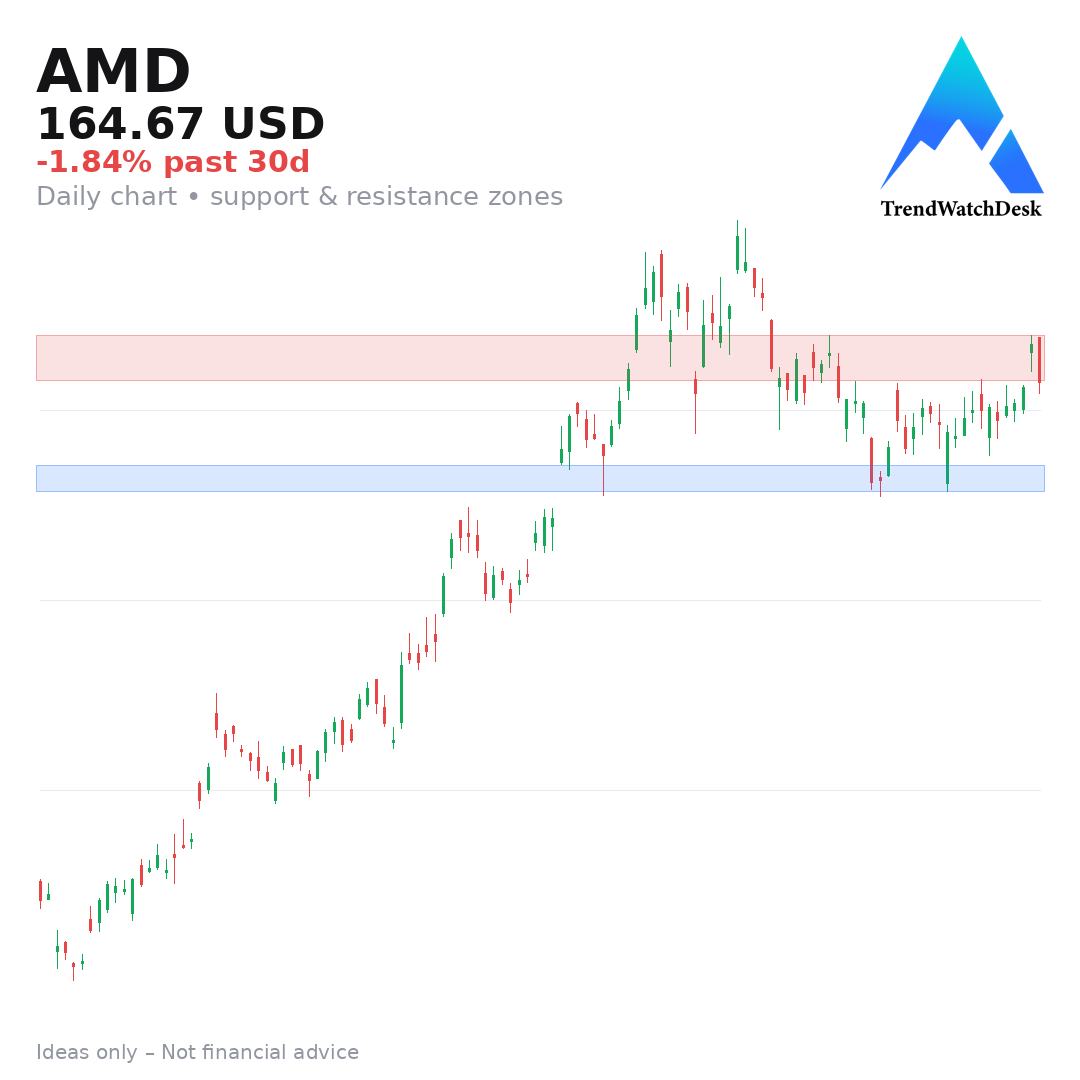 AMD
164.67 USD
-1.84% past 30d
Daily chart • support & resistance zones
TrendWatchDesk
Ideas only – Not financial advice